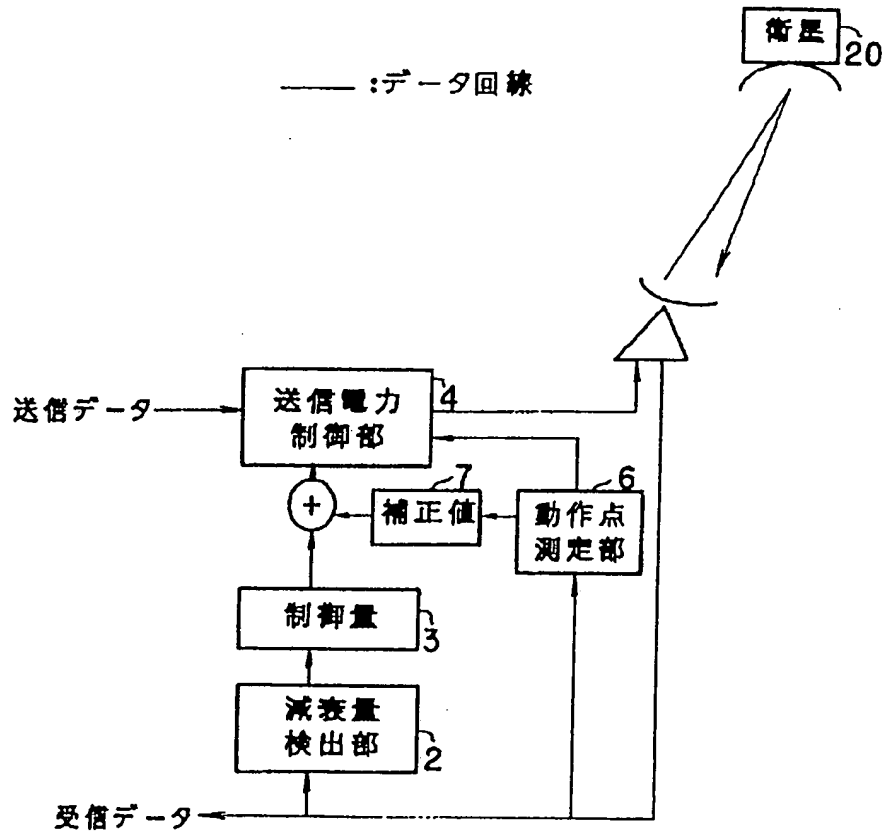 衛星
20
:データ回線
送信データ
送信電力
制御部
4
+
7
補正値
6
動作点
測定部
制御量
3
減衰量
検出部
2
受信データ